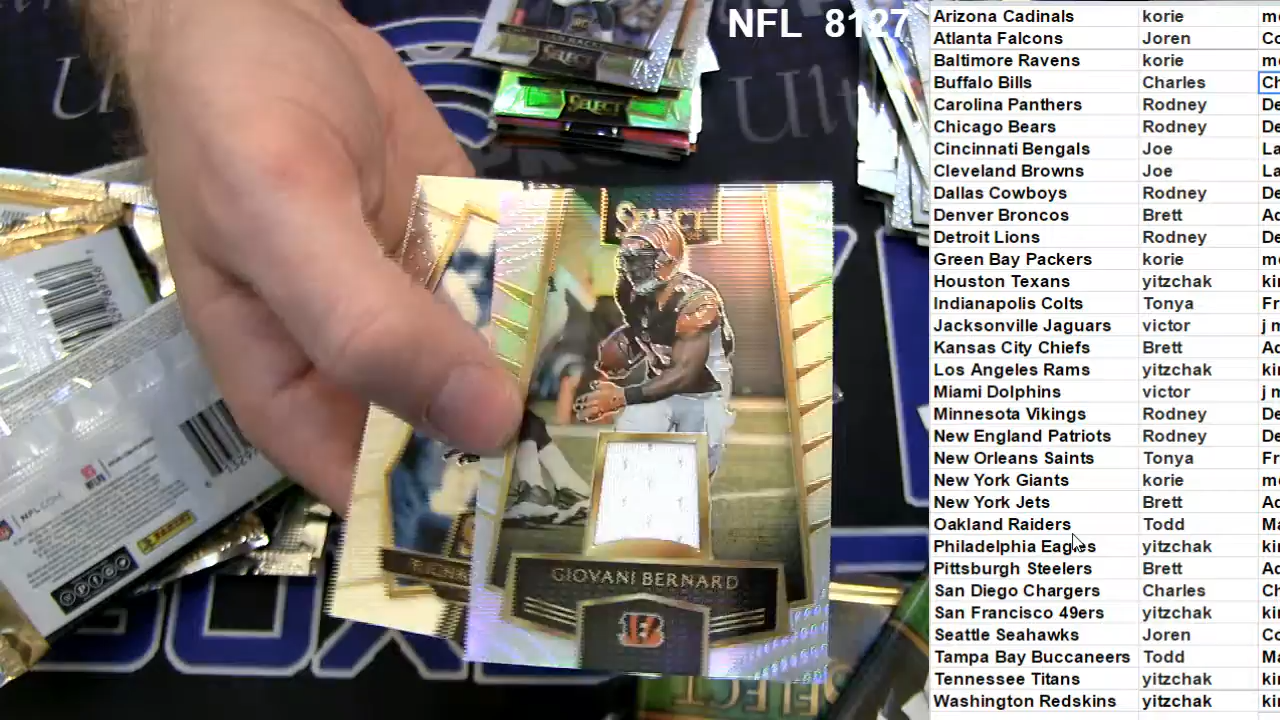 NFL 8127
SELECT
SELECT
SELECT
GIOVANI BERNARD
B
NFL.COM
PANINI
SELECT
Arizona Cadinals korie
Atlanta Falcons Joren
Baltimore Ravens korie
Buffalo Bills Charles
Carolina Panthers Rodney
Chicago Bears Rodney
Cincinnati Bengals Joe
Cleveland Browns Joe
Dallas Cowboys Rodney
Denver Broncos Brett
Detroit Lions Rodney
Green Bay Packers korie
Houston Texans yitzchak
Indianapolis Colts Tonya
Jacksonville Jaguars victor
Kansas City Chiefs Brett
Los Angeles Rams yitzchak
Miami Dolphins victor
Minnesota Vikings Rodney
New England Patriots Rodney
New Orleans Saints Tonya
New York Giants korie
New York Jets Brett
Oakland Raiders Todd
Philadelphia Eagles yitzchak
Pittsburgh Steelers Brett
San Diego Chargers Charles
San Francisco 49ers yitzchak
Seattle Seahawks Joren
Tampa Bay Buccaneers Todd
Tennessee Titans yitzchak
Washington Redskins yitzchak